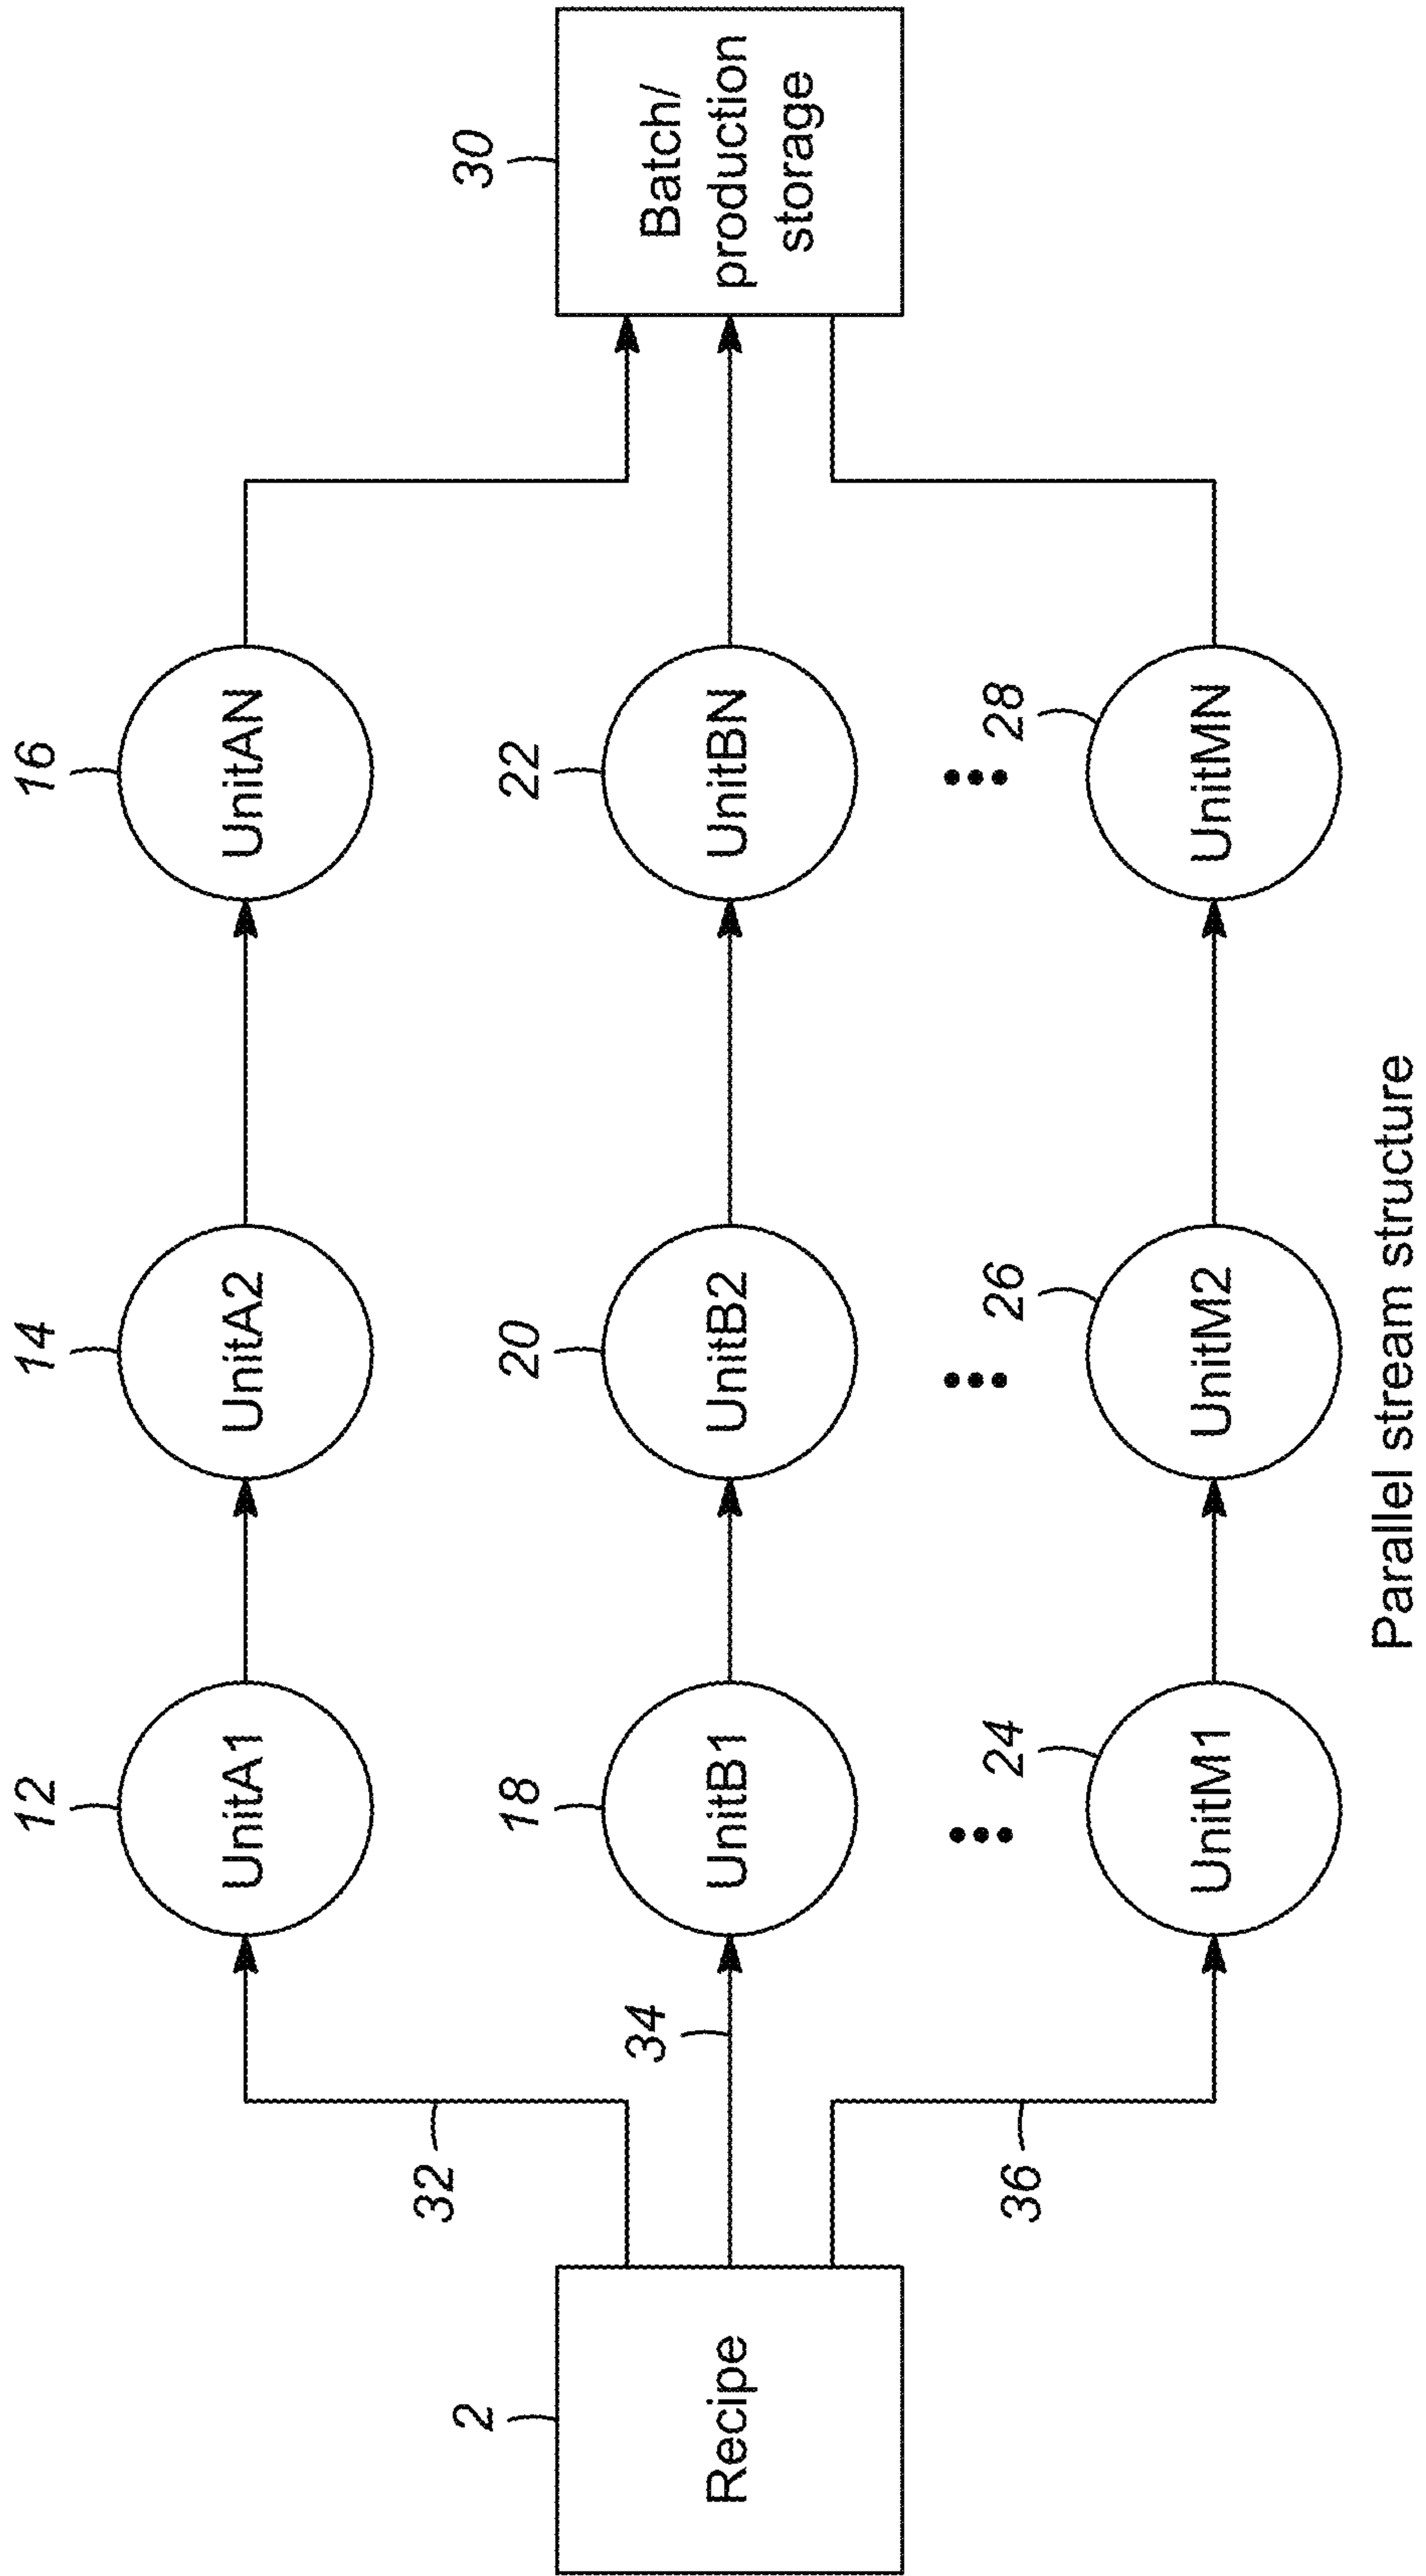 12
14
16
UnitA1
UnitA2
UnitAN
32
2
34
18
20
22
30
Recipe
UnitB1
UnitB2
UnitBN
Batch/
production
storage
36
24
26
28
UnitM1
UnitM2
UnitMN
Parallel stream structure